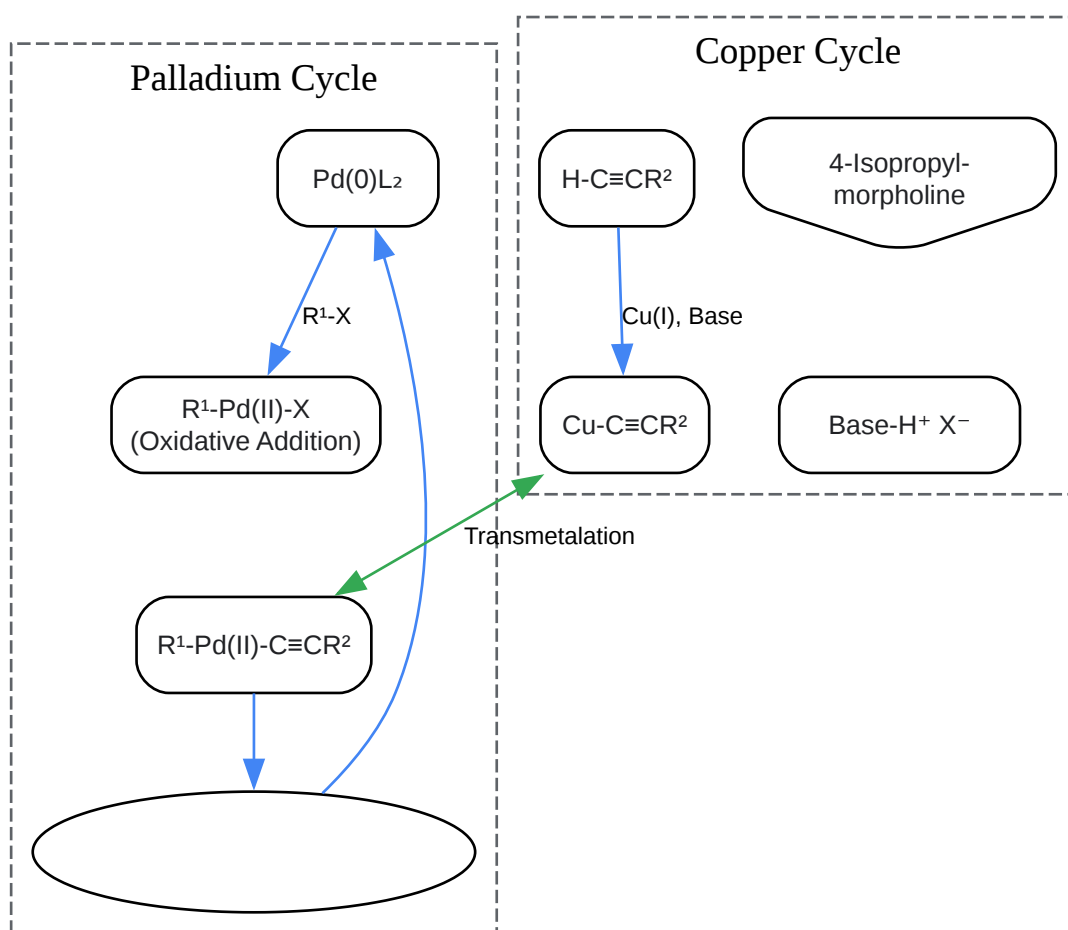 Palladium Cycle
Pd(0)L₂
R¹-X
R¹-Pd(II)-X
(Oxidative Addition)
R¹-Pd(II)-C≡CR²
Copper Cycle
H-C≡CR²
4-Isopropyl-
morpholine
Cu(I), Base
Cu-C≡CR²
Base-H⁺ X⁻
Transmetalation